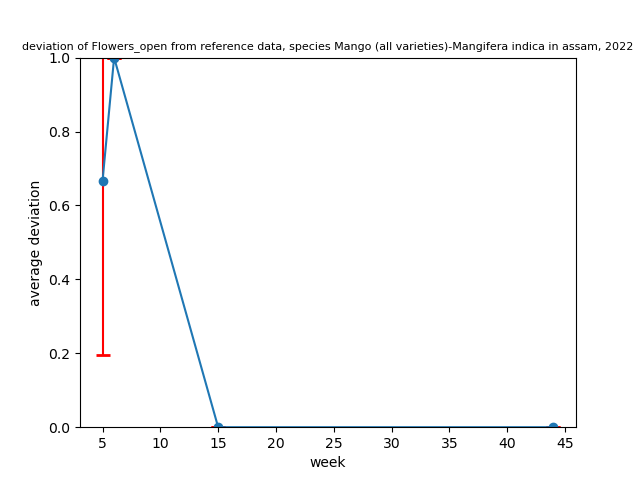 deviation of Flowers_open from reference data, species Mango (all varieties)-Mangifera indica in assam, 2022
1.0
0.8
0.6
0.4
0.2
0.0
average deviation
5 10 15 20 25 30 35 40 45
week